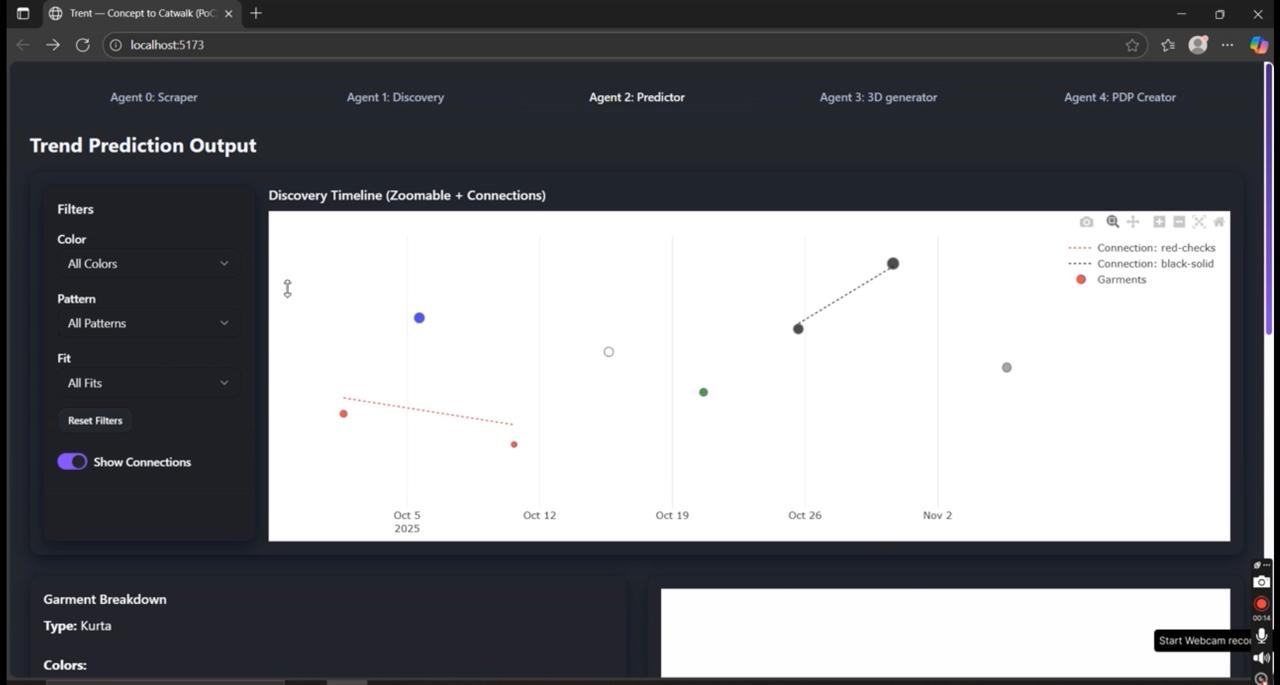 Trent — Concept to Catwalk (PoC
localhost:5173
Agent 0: Scraper
Agent 1: Discovery
Agent 2: Predictor
Agent 3: 3D generator
Agent 4: PDP Creator
Trend Prediction Output
Filters
Color
All Colors
Pattern
All Patterns
Fit
All Fits
Reset Filters
Show Connections
Discovery Timeline (Zoomable + Connections)
Connection: red-checks
Connection: black-solid
Garments
Oct 5
2025
Oct 12
Oct 19
Oct 26
Nov 2
Garment Breakdown
Type: Kurta
Colors:
00:14
Start Webcam recor